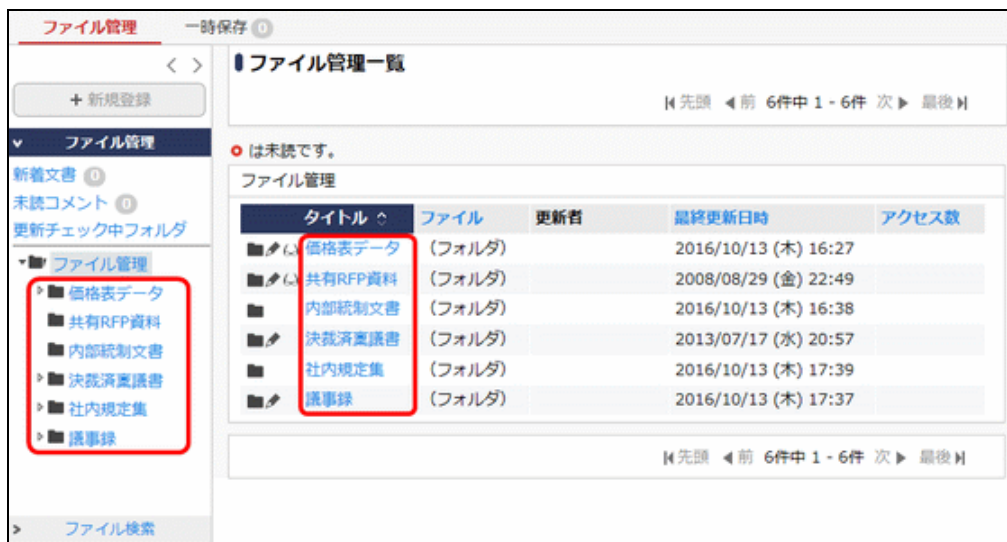 ファイル管理 一時保存 0
+ 新規登録
ファイル管理
新着文書 0
未読コメント 0
更新チェック中フォルダ
ファイル管理
価格表データ
共有RFP資料
内部統制文書
決裁済稟議書
社内規定集
議事録
ファイル検索
ファイル管理一覧
先頭 前 6件中 1 - 6件 次 最後
は未読です。
ファイル管理
タイトル ファイル 更新者 最終更新日時 アクセス数
価格表データ (フォルダ) 2016/10/13 (木) 16:27
共有RFP資料 (フォルダ) 2008/08/29 (金) 22:49
内部統制文書 (フォルダ) 2016/10/13 (木) 16:38
決裁済稟議書 (フォルダ) 2013/07/17 (水) 20:57
社内規定集 (フォルダ) 2016/10/13 (木) 17:39
議事録 (フォルダ) 2016/10/13 (木) 17:37
先頭 前 6件中 1 - 6件 次 最後